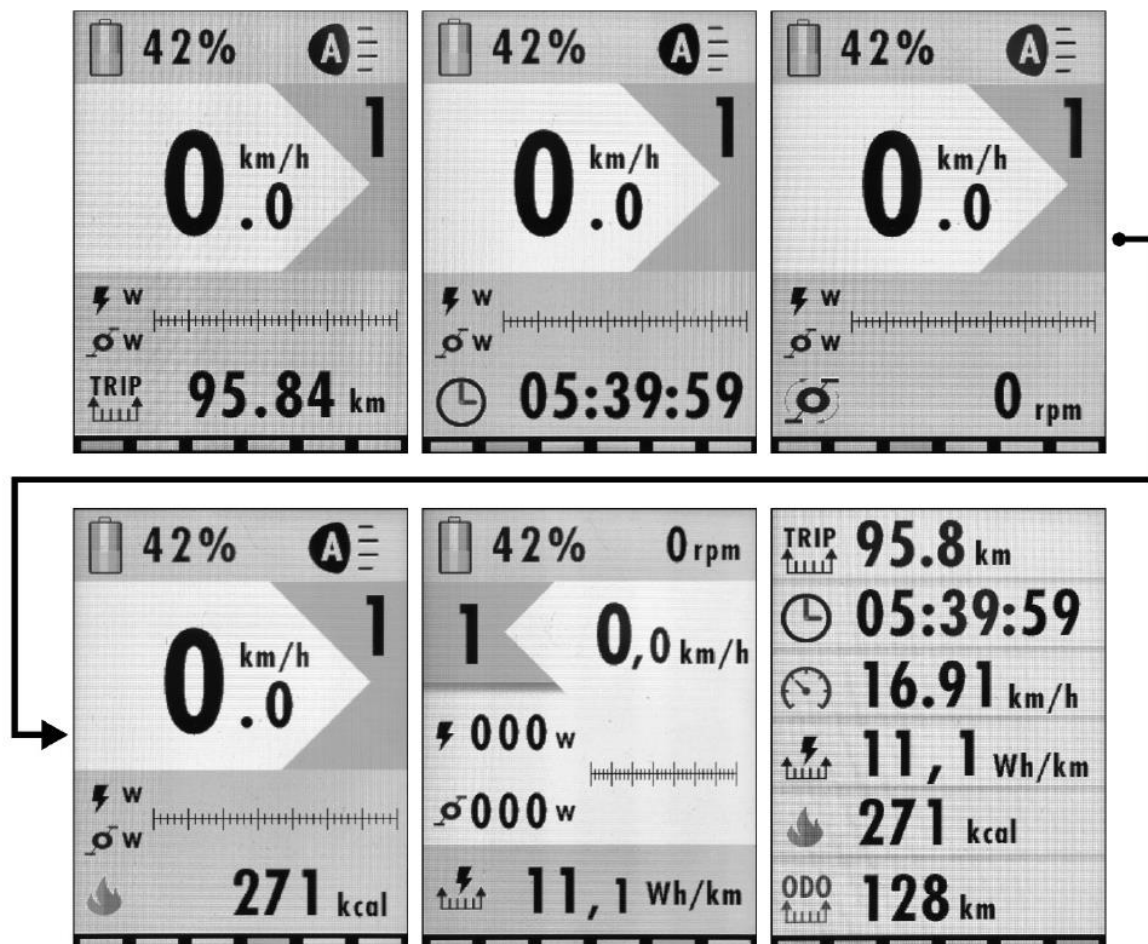 42% A
1
0.0 km/h
W
W
TRIP 95.84 km
42% A
1
0.0 km/h
W
W
05:39:59
42% A
1
0.0 km/h
W
W
0 rpm
42% A
1
0.0 km/h
W
W
271 kcal
42% 0 rpm
1 0,0 km/h
000 W
000 W
11,1 Wh/km
TRIP 95.8 km
05:39:59
16.91 km/h
11,1 Wh/km
271 kcal
ODO 128 km